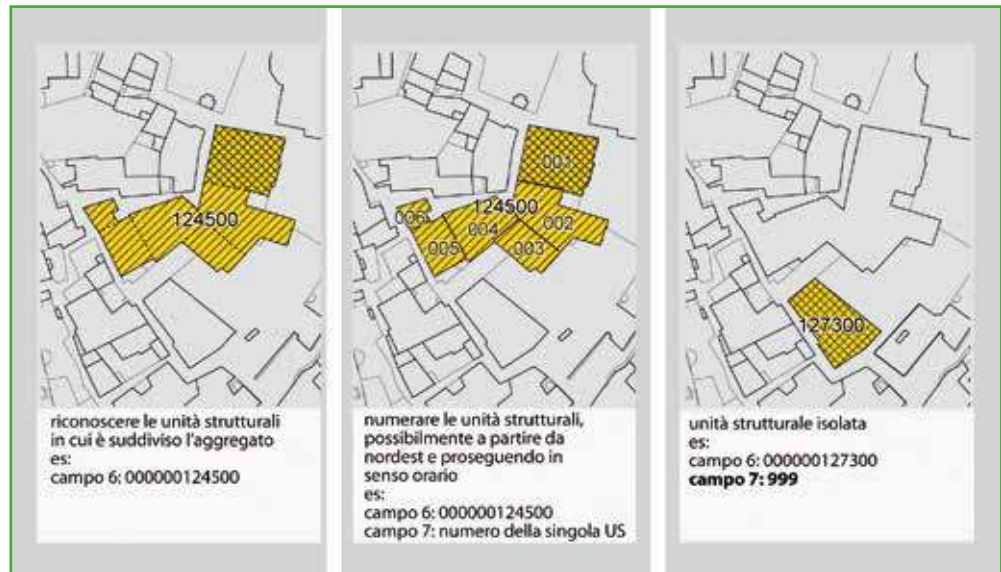 124500
riconoscere le unità strutturali
in cui è suddiviso l'aggregato
es:
campo 6: 000000124500
001
124500
002
003
004
005
006
numerare le unità strutturali,
possibilmente a partire da
nordest e proseguendo in
senso orario
es:
campo 6: 000000124500
campo 7: numero della singola US
127300
unità strutturale isolata
es:
campo 6: 000000127300
campo 7: 999